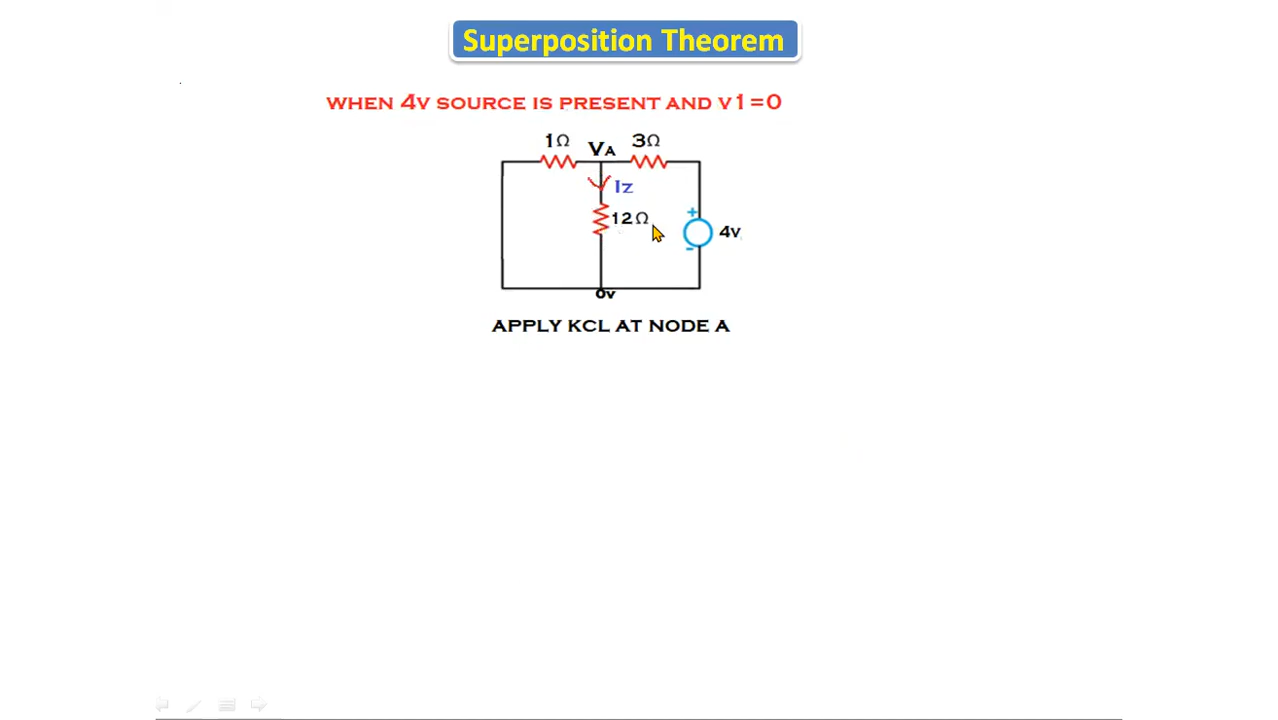 Superposition Theorem
WHEN 4V SOURCE IS PRESENT AND V1=0
1Ω VA 3Ω
Iz
12Ω
+
4v
-
0v
APPLY KCL AT NODE A